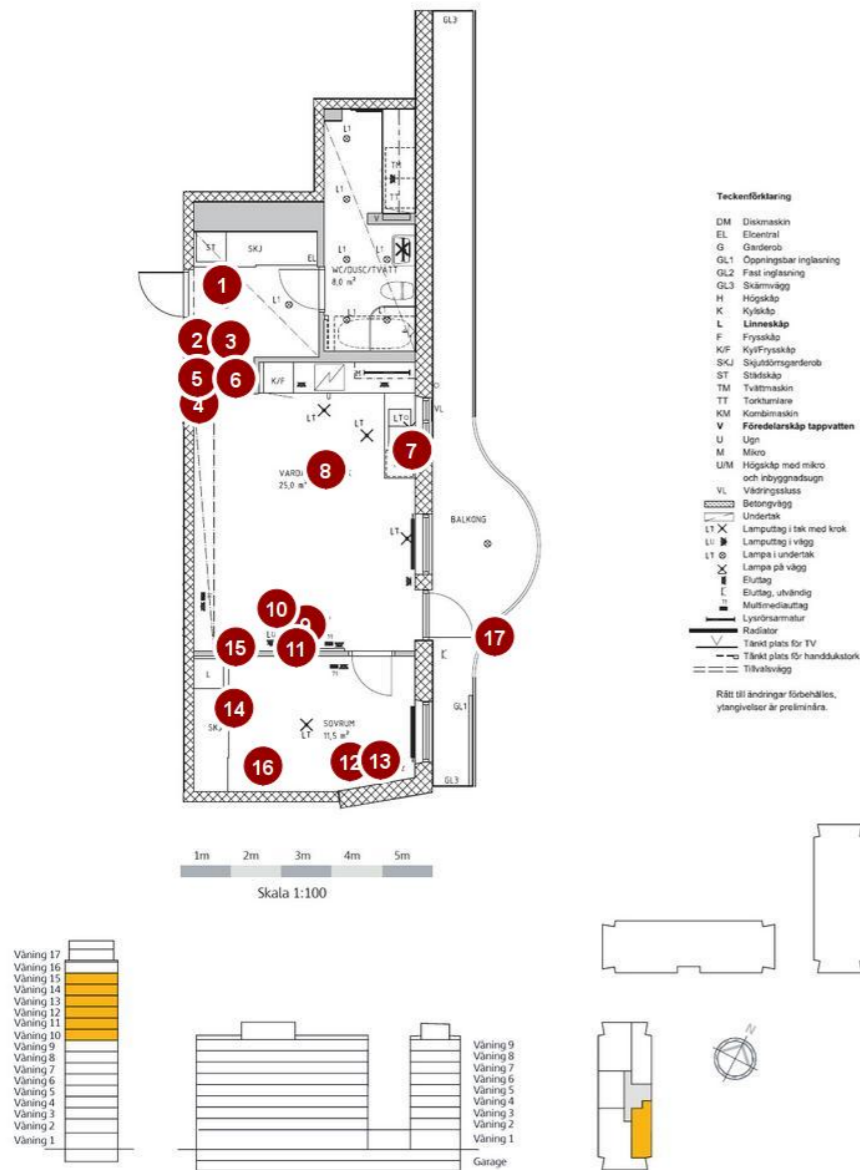 GL3
L1
TM
L1
TT
V
ST
SKJ
EL
L1
L1
WC/DUSC/TVÄTT
8,0 m²
1
L1
L1
2
3
5
6
K/F
M
4
U
LT
LT
LT
VL
7
VARD
25,0 m²
8
BALKONG
LT
10
9
LU
11
15
17
L
14
SKJ
SOVRUM
11,5 m²
LT
GL1
16
12
13
GL3
Teckenförklaring
DM Diskmaskin
EL Elcentral
G Garderob
GL1 Öppningsbar inglasning
GL2 Fast inglasning
GL3 Skärmvägg
H Högskåp
K Kylskåp
L Linneskåp
F Frysskåp
K/F Kyl/Frysskåp
SKJ Skjutdörrsgarderob
ST Städskåp
TM Tvättmaskin
TT Torktumlare
KM Kombimaskin
V Föredelarskåp tappvatten
U Ugn
M Mikro
U/M Högskåp med mikro
och inbyggnadsugn
VL Vädringssluss
Betongvägg
Undertak
LT Lamputtag i tak med krok
LU Lamputtag i vägg
LT Lampa i undertak
Lampa på vägg
Eluttag
Eluttag, utvändig
Multimediauttag
Lysrörsarmatur
Radiator
Tänkt plats för TV
Tänkt plats för handdukstork
Tillvalsvägg
Rätt till ändringar förbehålles,
ytangivelser är preliminära.
1m 2m 3m 4m 5m
Skala 1:100
Våning 17
Våning 16
Våning 15
Våning 14
Våning 13
Våning 12
Våning 11
Våning 10
Våning 9
Våning 8
Våning 7
Våning 6
Våning 5
Våning 4
Våning 3
Våning 2
Våning 1
Våning 9
Våning 8
Våning 7
Våning 6
Våning 5
Våning 4
Våning 3
Våning 2
Våning 1
Garage
N